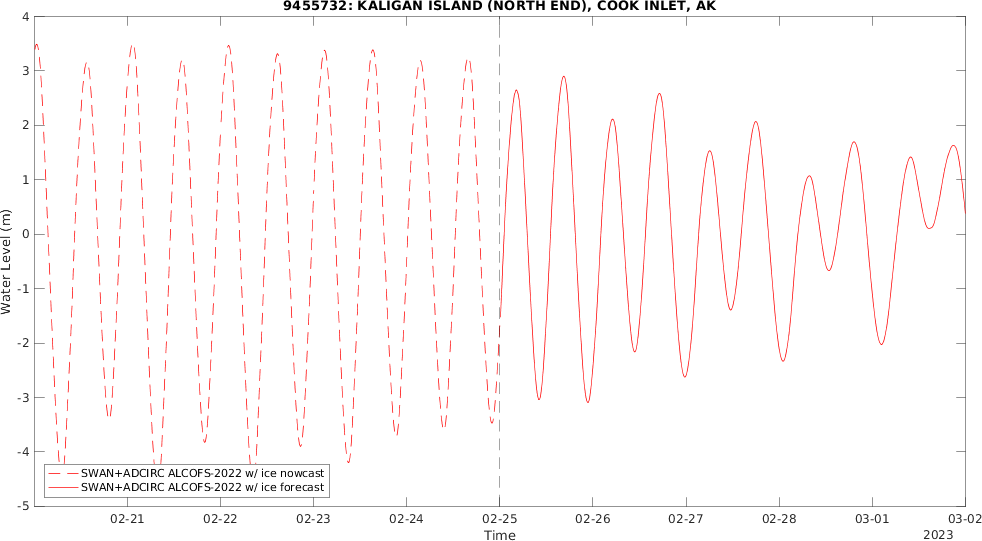 9455732: KALIGAN ISLAND (NORTH END), COOK INLET, AK
4
3
2
1
0
-1
-2
-3
-4
-5
Water Level (m)
SWAN+ADCIRC ALCOFS-2022 w/ ice nowcast
SWAN+ADCIRC ALCOFS-2022 w/ ice forecast
02-21 02-22 02-23 02-24 02-25 02-26 02-27 02-28 03-01 03-02
Time
2023